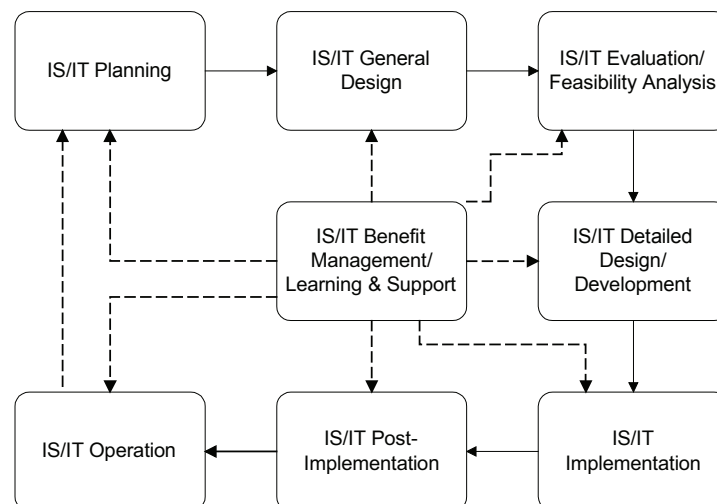 IS/IT Planning
IS/IT General
Design
IS/IT Evaluation/
Feasibility Analysis
IS/IT Benefit
Management/
Learning & Support
IS/IT Detailed
Design/
Development
IS/IT Operation
IS/IT Post-
Implementation
IS/IT
Implementation